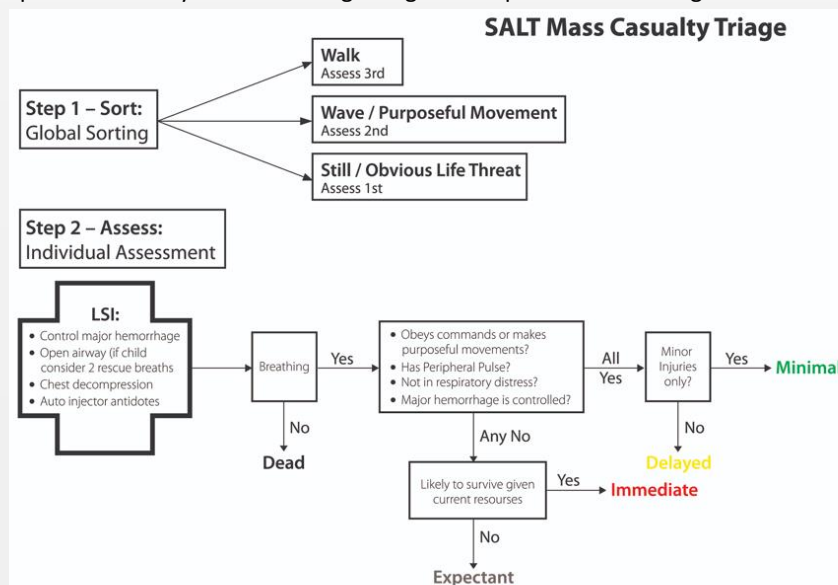 SALT Mass Casualty Triage
Step 1 – Sort:
Global Sorting
Walk
Assess 3rd
Wave / Purposeful Movement
Assess 2nd
Still / Obvious Life Threat
Assess 1st
Step 2 – Assess:
Individual Assessment
LSI:
• Control major hemorrhage
• Open airway (if child
consider 2 rescue breaths
• Chest decompression
• Auto injector antidotes
Breathing
Yes
No
Dead
• Obeys commands or makes
purposeful movements?
• Has Peripheral Pulse?
• Not in respiratory distress?
• Major hemorrhage is controlled?
All
Yes
Minor
Injuries
only?
Yes
Minimal
No
Delayed
Any No
Likely to survive given
current resourses
Yes
Immediate
No
Expectant